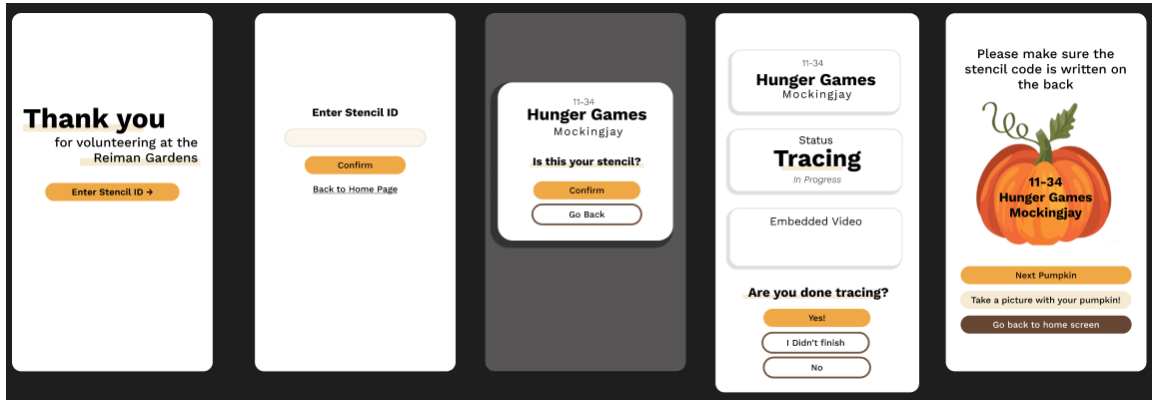 Thank you
for volunteering at the
Reiman Gardens
Enter Stencil ID →
Enter Stencil ID
Confirm
Back to Home Page
11-34
Hunger Games
Mockingjay
Is this your stencil?
Confirm
Go Back
11-34
Hunger Games
Mockingjay
Status
Tracing
In Progress
Embedded Video
Are you done tracing?
Yes!
I Didn't finish
No
Please make sure the
stencil code is written on
the back
11-34
Hunger Games
Mockingjay
Next Pumpkin
Take a picture with your pumpkin!
Go back to home screen